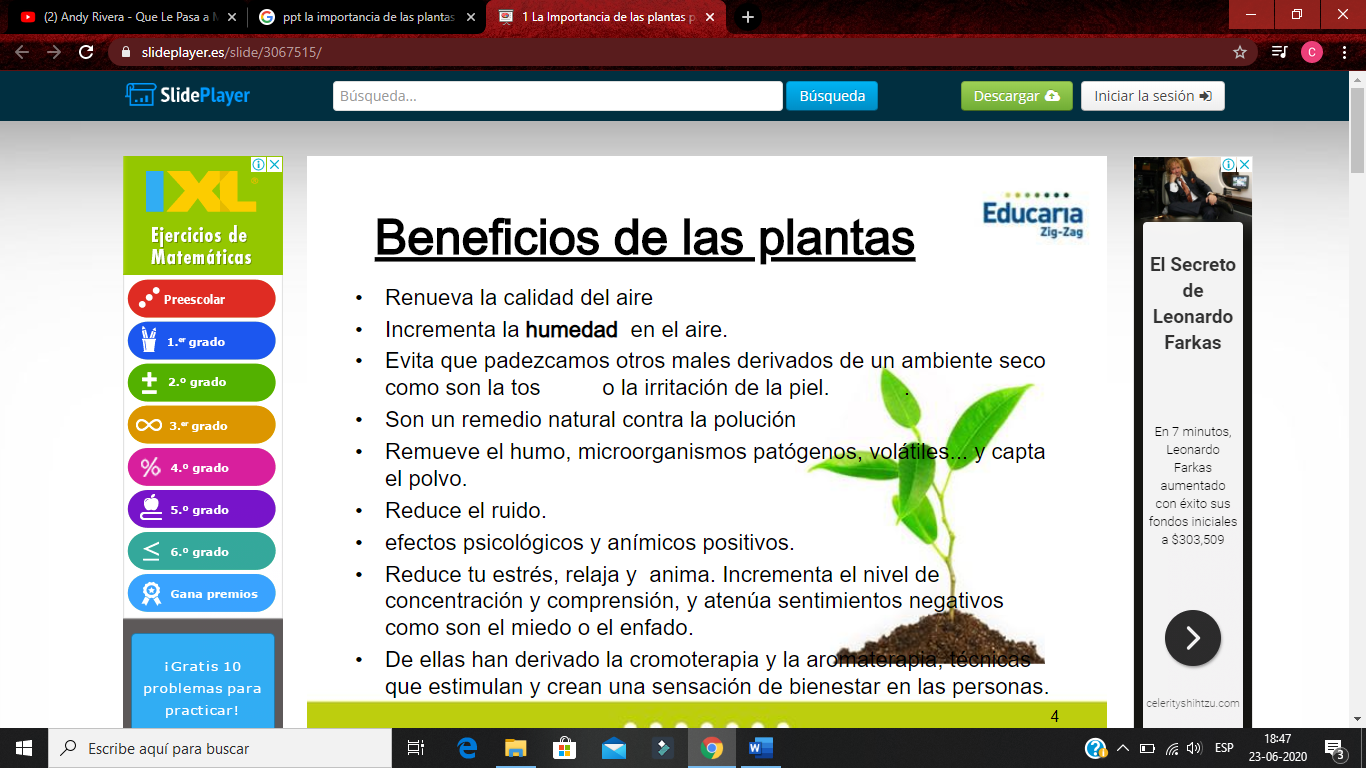 (2) Andy Rivera - Que Le Pasa a M
ppt la importancia de las plantas
1 La Importancia de las plantas p
slideplayer.es/slide/3067515/
C
SlidePlayer
Búsqueda...
Búsqueda
Descargar
Iniciar la sesión
IXL
Ejercicios de
Matemáticas
Preescolar
1.er grado
2.º grado
3.er grado
4.º grado
5.º grado
6.º grado
Gana premios
¡Gratis 10
problemas para
practicar!
Educaria
Zig-Zag
Beneficios de las plantas
• Renueva la calidad del aire
• Incrementa la humedad en el aire.
• Evita que padezcamos otros males derivados de un ambiente seco
como son la tos o la irritación de la piel. .
• Son un remedio natural contra la polución
• Remueve el humo, microorganismos patógenos, volátiles... y capta
el polvo.
• Reduce el ruido.
• efectos psicológicos y anímicos positivos.
• Reduce tu estrés, relaja y anima. Incrementa el nivel de
concentración y comprensión, y atenúa sentimientos negativos
como son el miedo o el enfado.
• De ellas han derivado la cromoterapia y la aromaterapia, técnicas
que estimulan y crean una sensación de bienestar en las personas.
4
El Secreto
de
Leonardo
Farkas
En 7 minutos,
Leonardo
Farkas
aumentado
con éxito sus
fondos iniciales
a $303,509
celerityshihtzu.com
Escribe aquí para buscar
ESP
18:47
23-06-2020
3